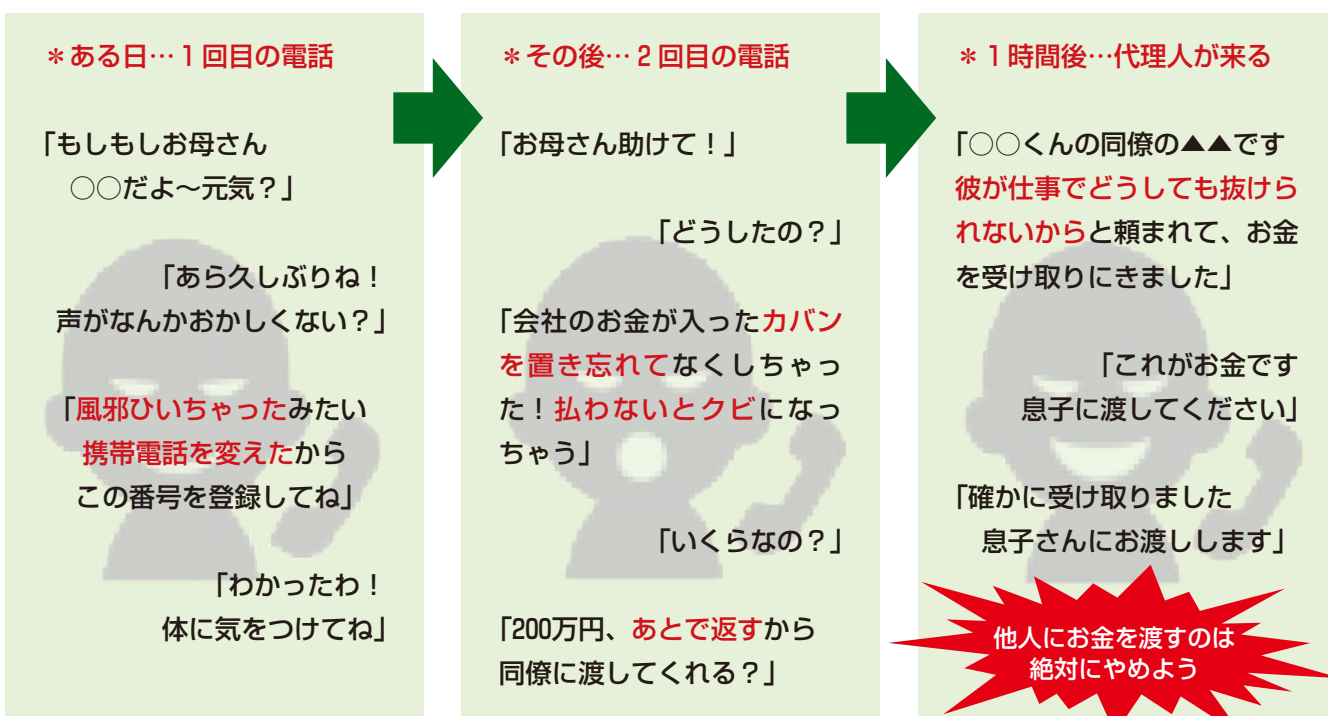 ＊ある日…１回目の電話
「もしもしお母さん
○○だよ～元気？」
「あら久しぶりね！
声がなんかおかしくない？」
「風邪ひいちゃったみたい
携帯電話を変えたから
この番号を登録してね」
「わかったわ！
体に気をつけてね」
＊その後…２回目の電話
「お母さん助けて！」
「どうしたの？」
「会社のお金が入ったカバン
を置き忘れてなくしちゃっ
た！払わないとクビになっ
ちゃう」
「いくらなの？」
「200万円、あとで返すから
同僚に渡してくれる？」
＊１時間後…代理人が来る
「○○くんの同僚の▲▲です
彼が仕事でどうしても抜けら
れないからと頼まれて、お金
を受け取りにきました」
「これがお金です
息子に渡してください」
「確かに受け取りました
息子さんにお渡しします」
他人にお金を渡すのは
絶対にやめよう